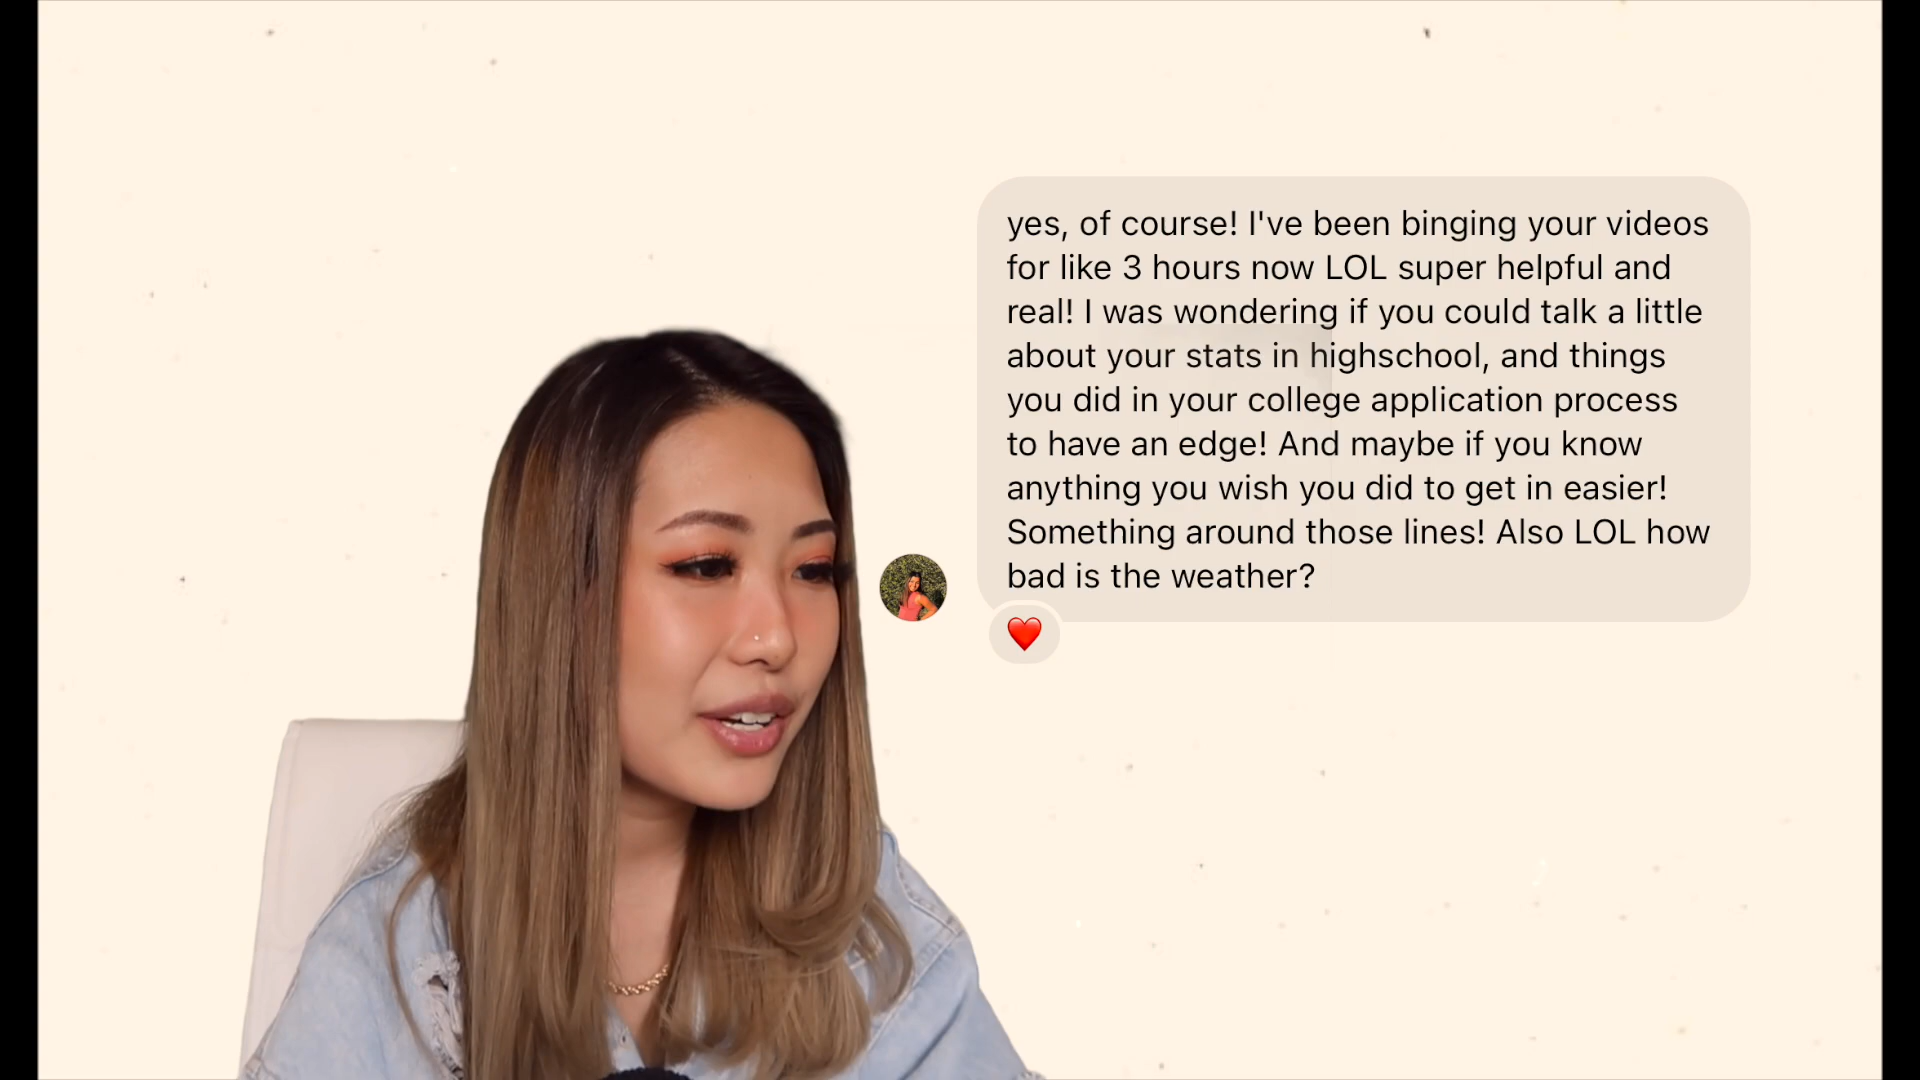 yes, of course! I've been binging your videos
for like 3 hours now LOL super helpful and
real! I was wondering if you could talk a little
about your stats in highschool, and things
you did in your college application process
to have an edge! And maybe if you know
anything you wish you did to get in easier!
Something around those lines! Also LOL how
bad is the weather?